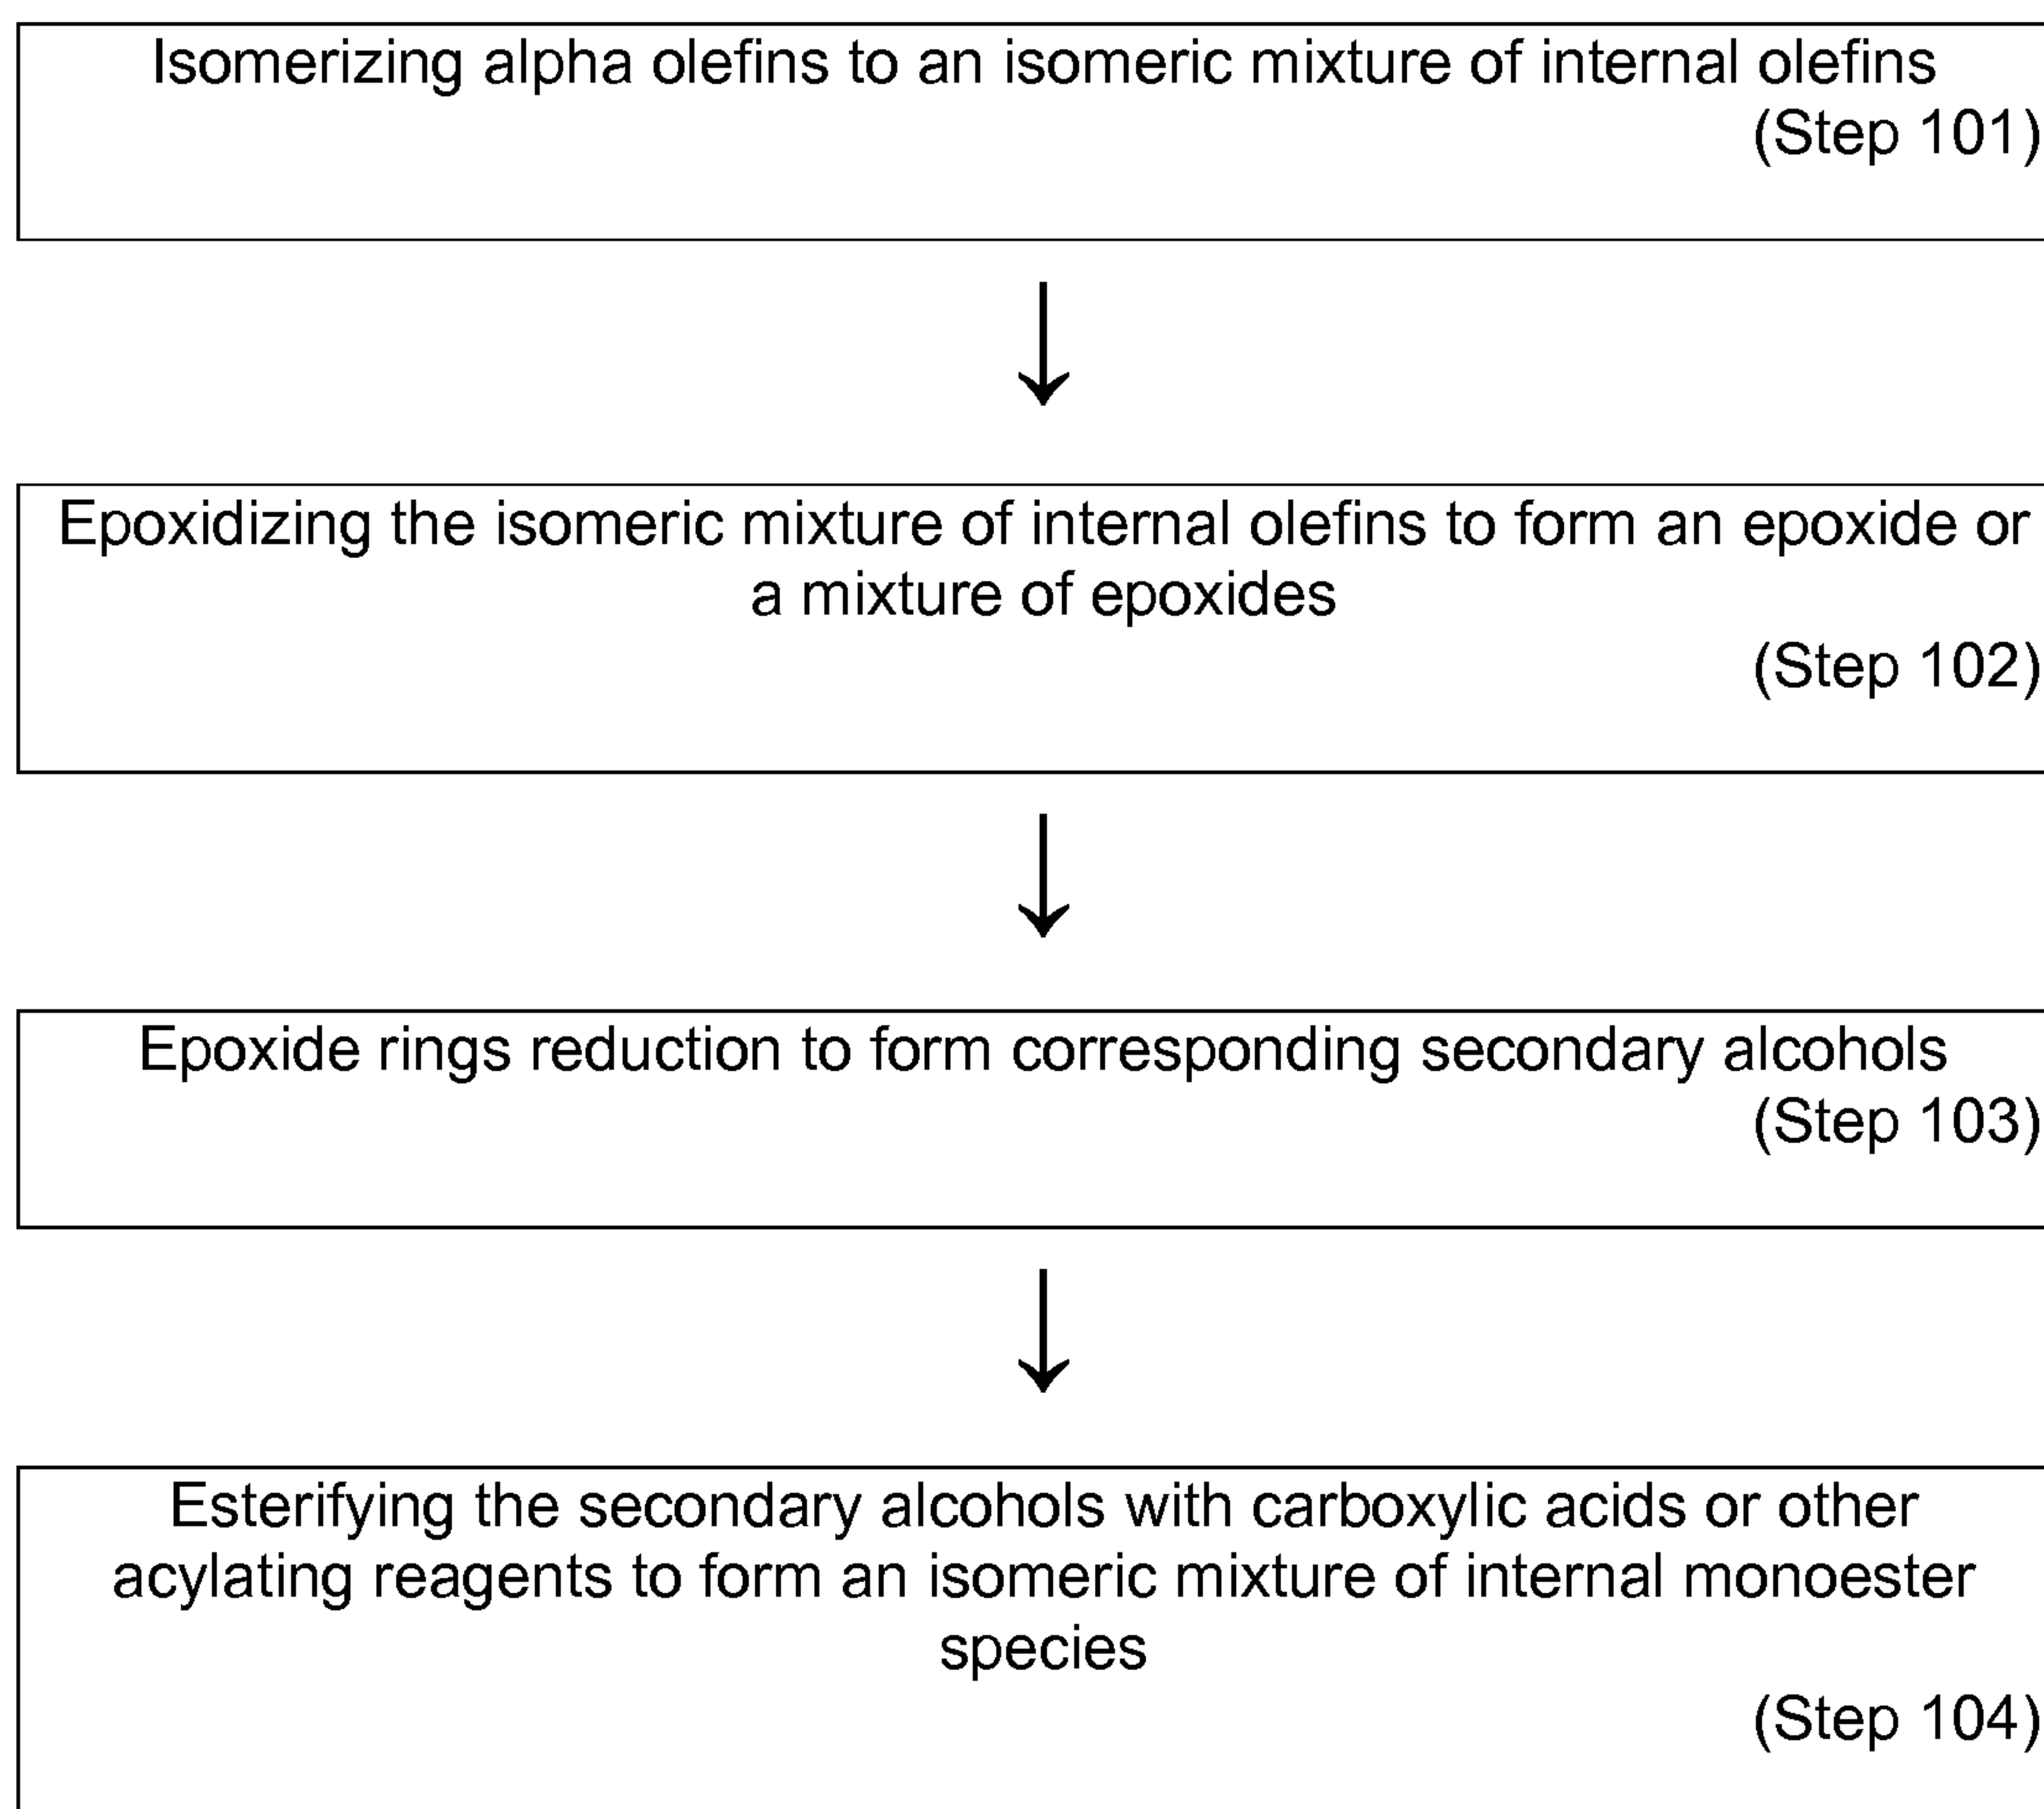 Isomerizing alpha olefins to an isomeric mixture of internal olefins
(Step 101)
Epoxidizing the isomeric mixture of internal olefins to form an epoxide or
a mixture of epoxides
(Step 102)
Epoxide rings reduction to form corresponding secondary alcohols
(Step 103)
Esterifying the secondary alcohols with carboxylic acids or other
acylating reagents to form an isomeric mixture of internal monoester
species
(Step 104)